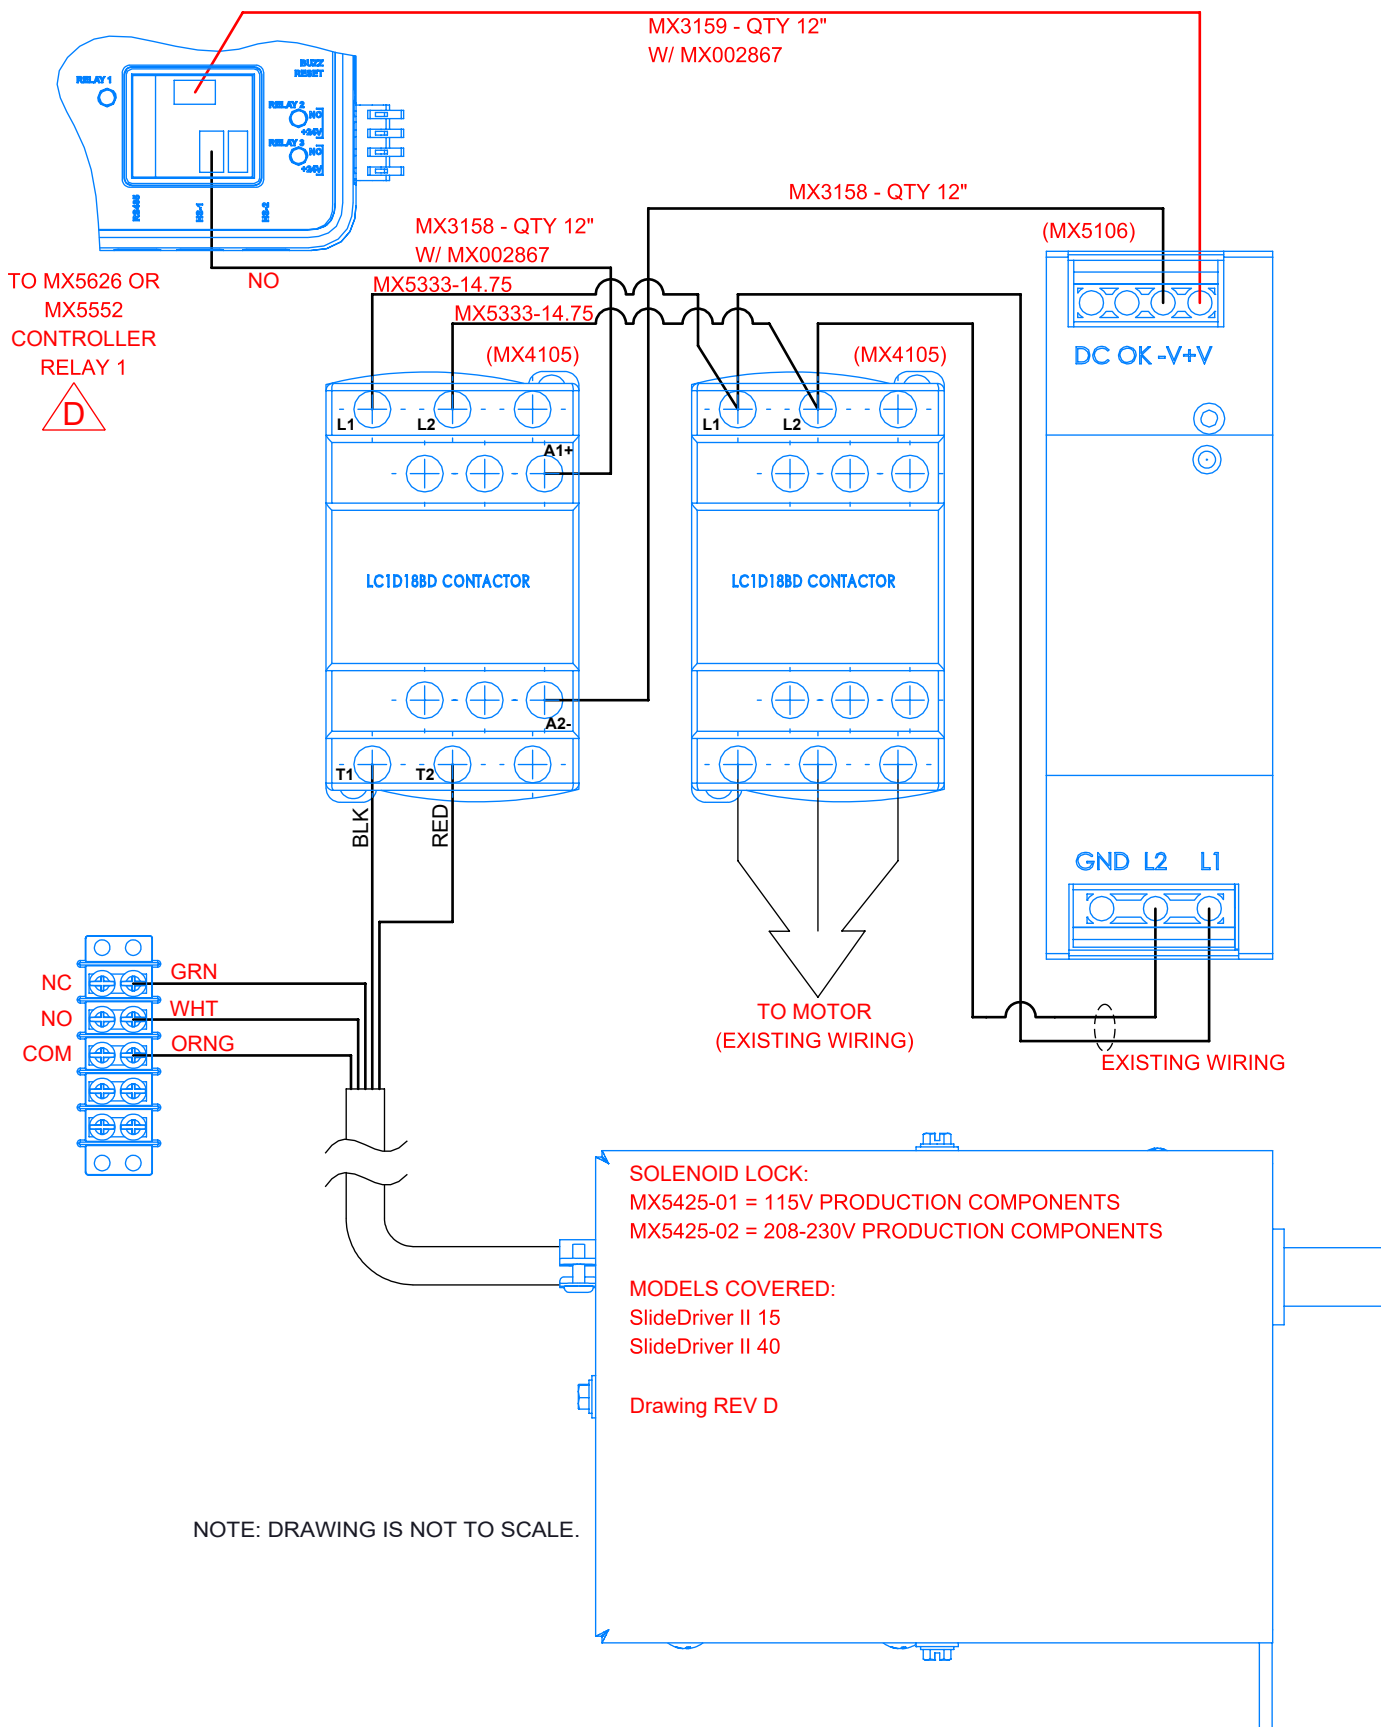 MX3159 - QTY 12"
W/ MX002867
BUZZ
RESET
RELAY 1
RELAY 2
NO
+24V
RELAY 3
NO
+24V
RS485
HS-1
HS-2
MX3158 - QTY 12"
MX3158 - QTY 12"
W/ MX002867
(MX5106)
TO MX5626 OR
MX5552
CONTROLLER
RELAY 1
D
NO
MX5333-14.75
MX5333-14.75
(MX4105)
(MX4105)
DC OK -V+V
L1
L2
A1+
L1
L2
LC1D18BD CONTACTOR
LC1D18BD CONTACTOR
A2-
T1
T2
BLK
RED
GND L2 L1
NC
GRN
NO
WHT
COM
ORNG
TO MOTOR
(EXISTING WIRING)
EXISTING WIRING
SOLENOID LOCK:
MX5425-01 = 115V PRODUCTION COMPONENTS
MX5425-02 = 208-230V PRODUCTION COMPONENTS
MODELS COVERED:
SlideDriver II 15
SlideDriver II 40
Drawing REV D
NOTE: DRAWING IS NOT TO SCALE.